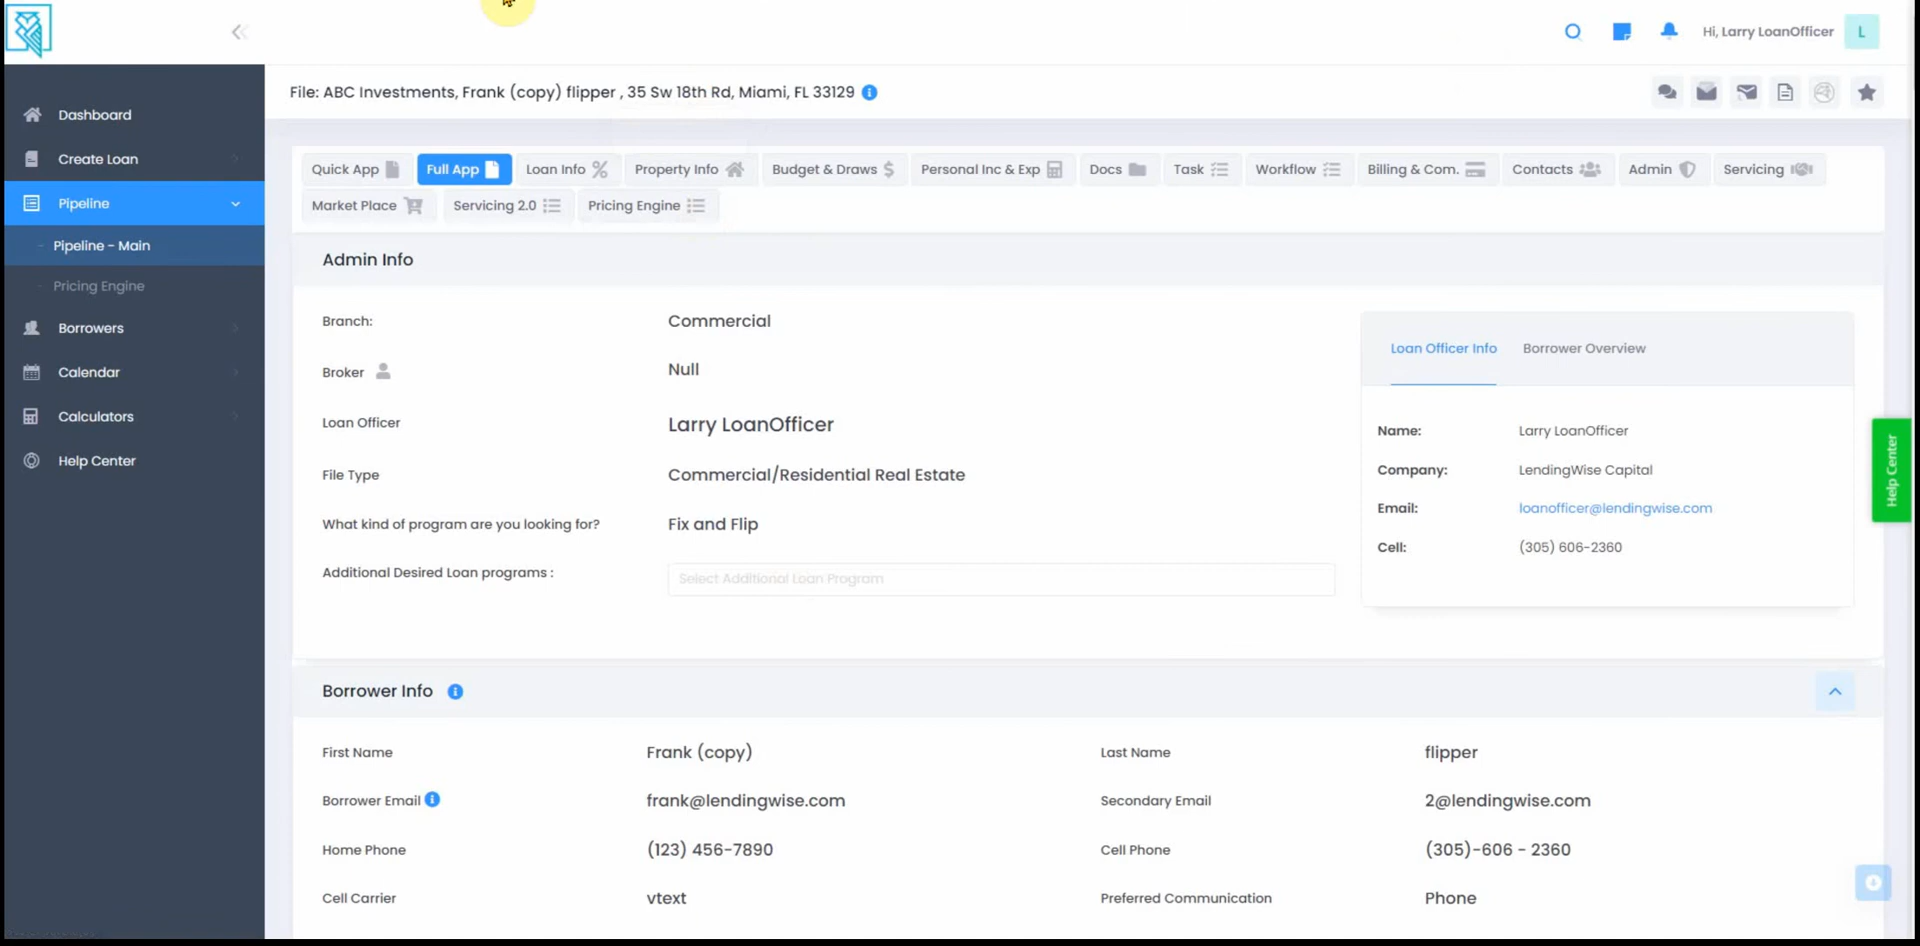 Hi, Larry LoanOfficer L
File: ABC Investments, Frank (copy) flipper , 35 Sw 18th Rd, Miami, FL 33129
Dashboard
Create Loan
Pipeline
Pipeline - Main
Pricing Engine
Borrowers
Calendar
Calculators
Help Center
Quick App Full App Loan Info Property Info Budget & Draws Personal Inc & Exp Docs Task Workflow Billing & Com. Contacts Admin Servicing
Market Place Servicing 2.0 Pricing Engine
Admin Info
Branch: Commercial
Broker Null
Loan Officer Larry LoanOfficer
File Type Commercial/Residential Real Estate
What kind of program are you looking for? Fix and Flip
Additional Desired Loan programs : Select Additional Loan Program
Loan Officer Info Borrower Overview
Name: Larry LoanOfficer
Company: LendingWise Capital
Email: loanofficer@lendingwise.com
Cell: (305) 606-2360
Help Center
Borrower Info
First Name Frank (copy) Last Name flipper
Borrower Email frank@lendingwise.com Secondary Email 2@lendingwise.com
Home Phone (123) 456-7890 Cell Phone (305)-606 - 2360
Cell Carrier vtext Preferred Communication Phone